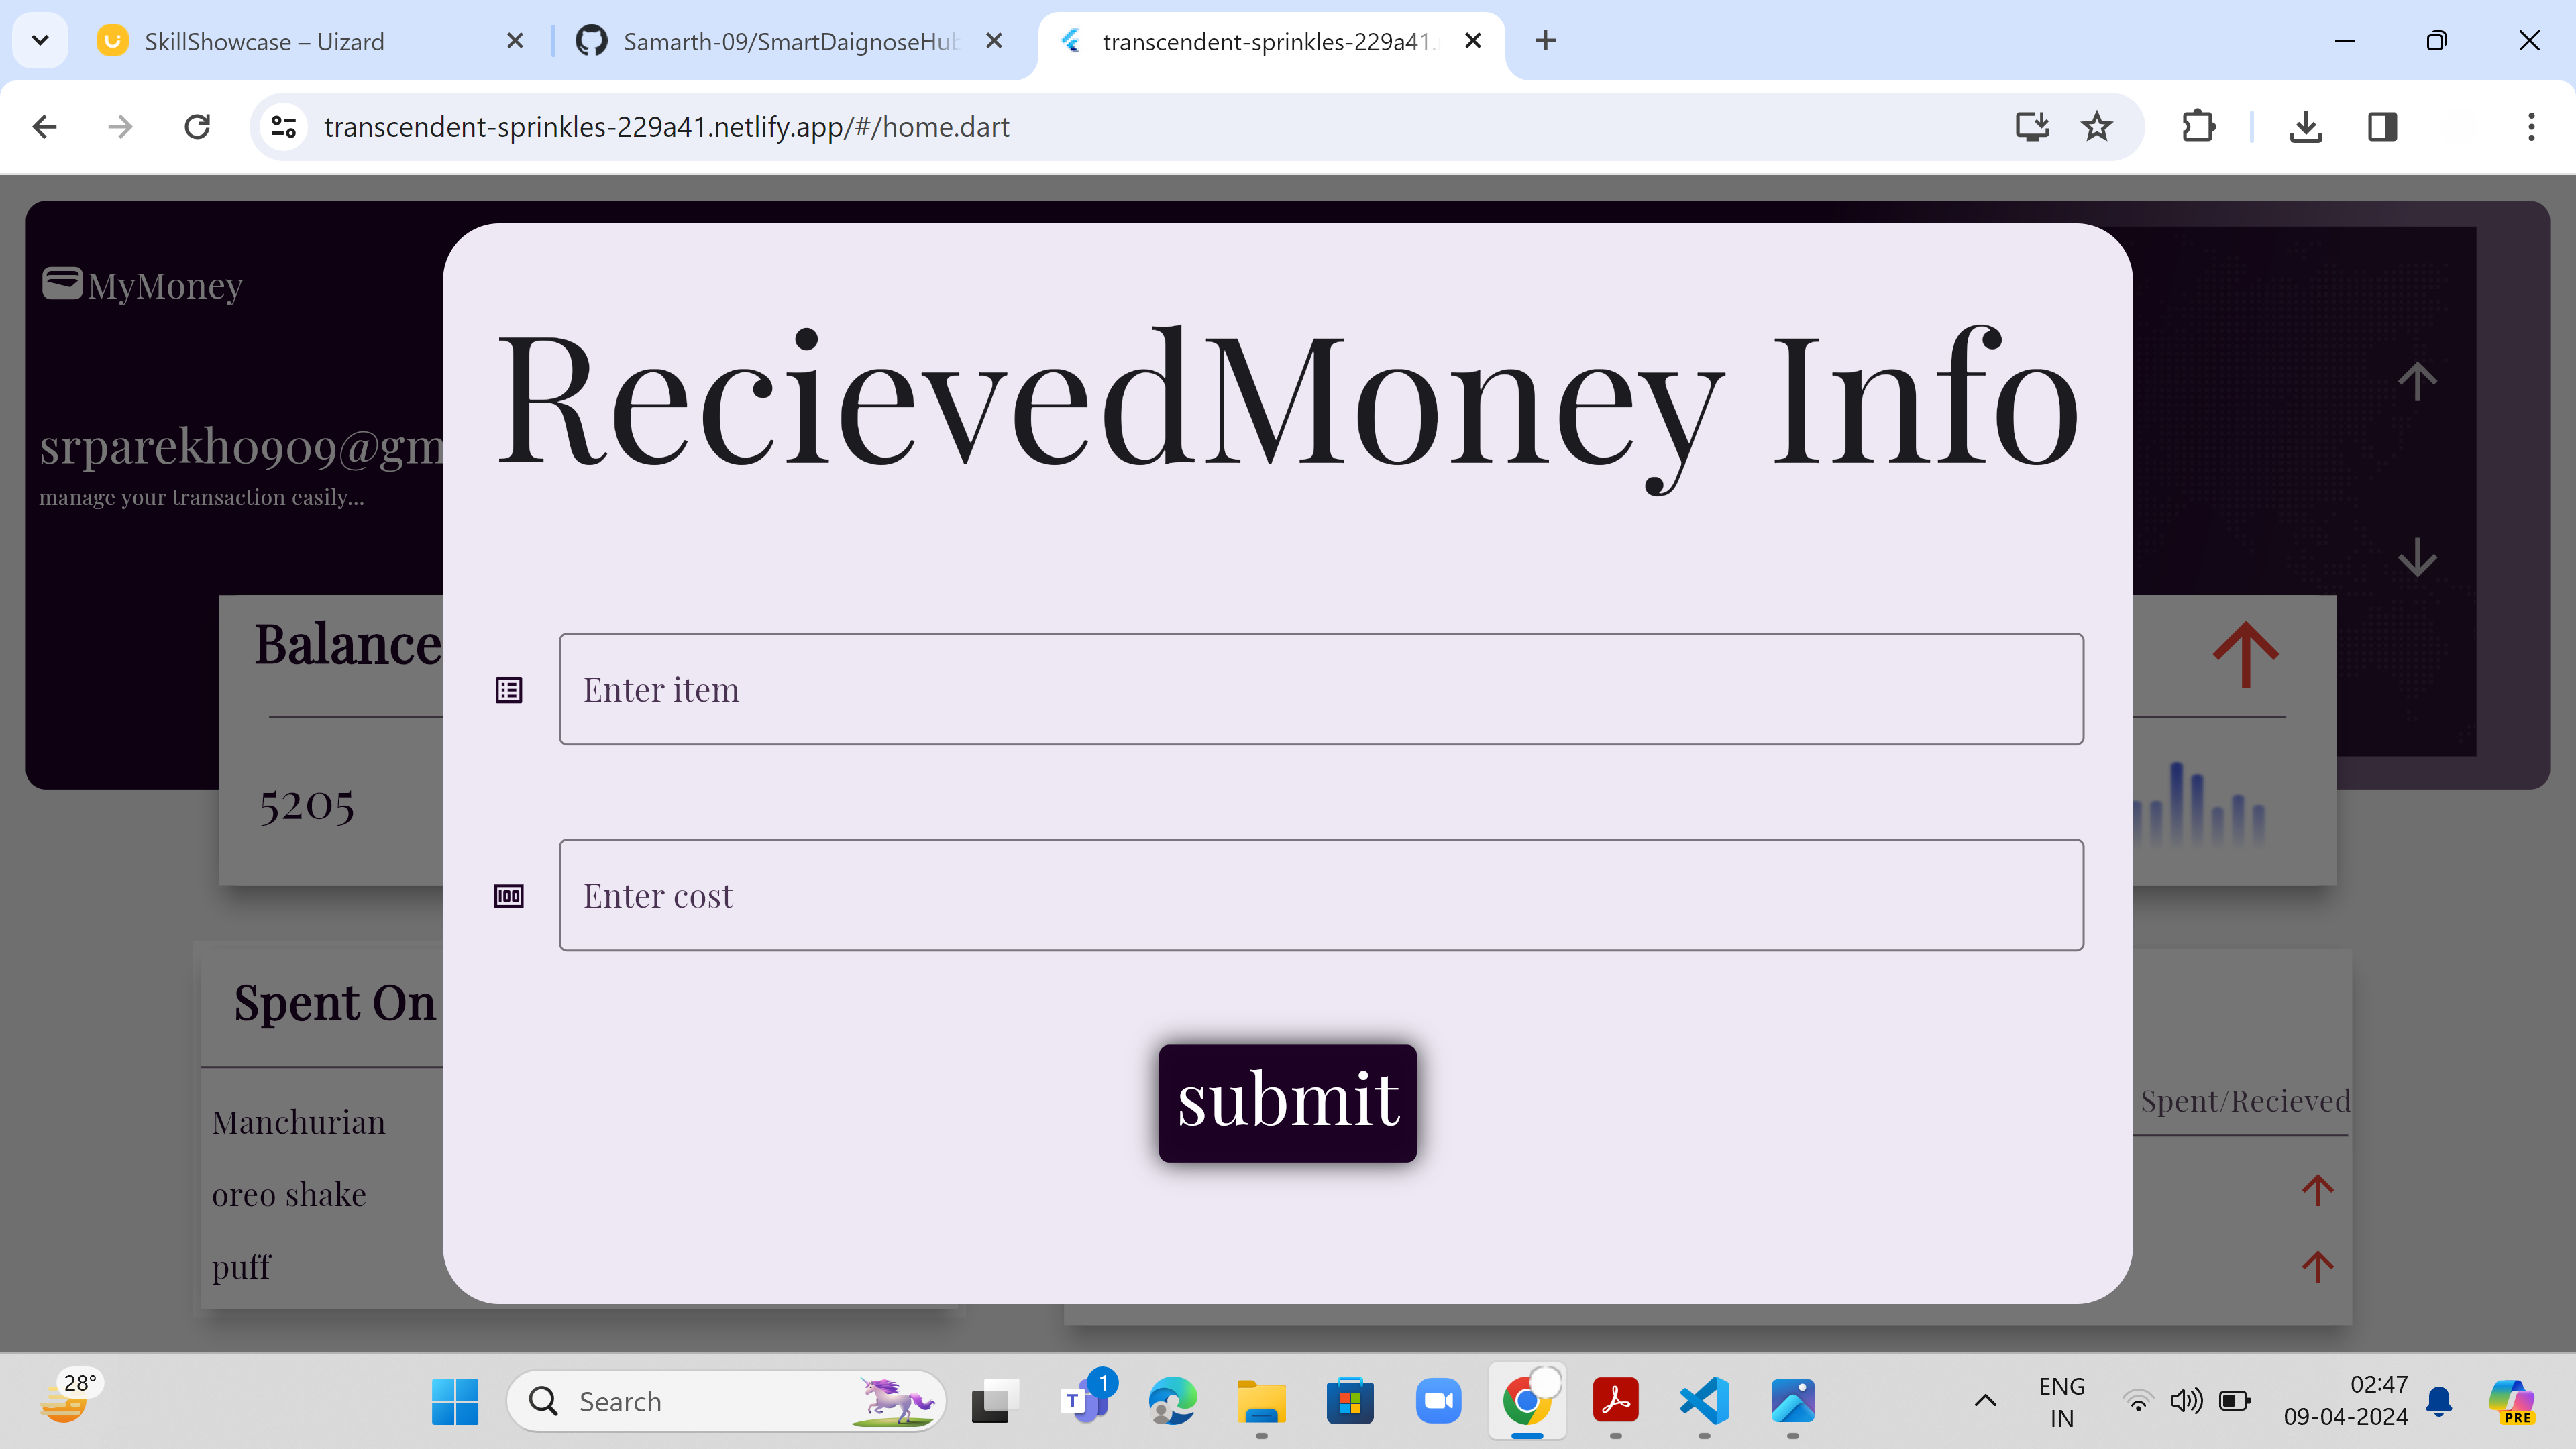 SkillShowcase – Uizard
Samarth-09/SmartDaignoseHub
transcendent-sprinkles-229a41.
transcendent-sprinkles-229a41.netlify.app/#/home.dart
MyMoney
srparekh0909@gm
manage your transaction easily...
RecievedMoney Info
Balance
Enter item
5205
Enter cost
Spent On
submit
Spent/Recieved
Manchurian
oreo shake
puff
28°
Search
T
1
ENG
IN
02:47
09-04-2024
PRE